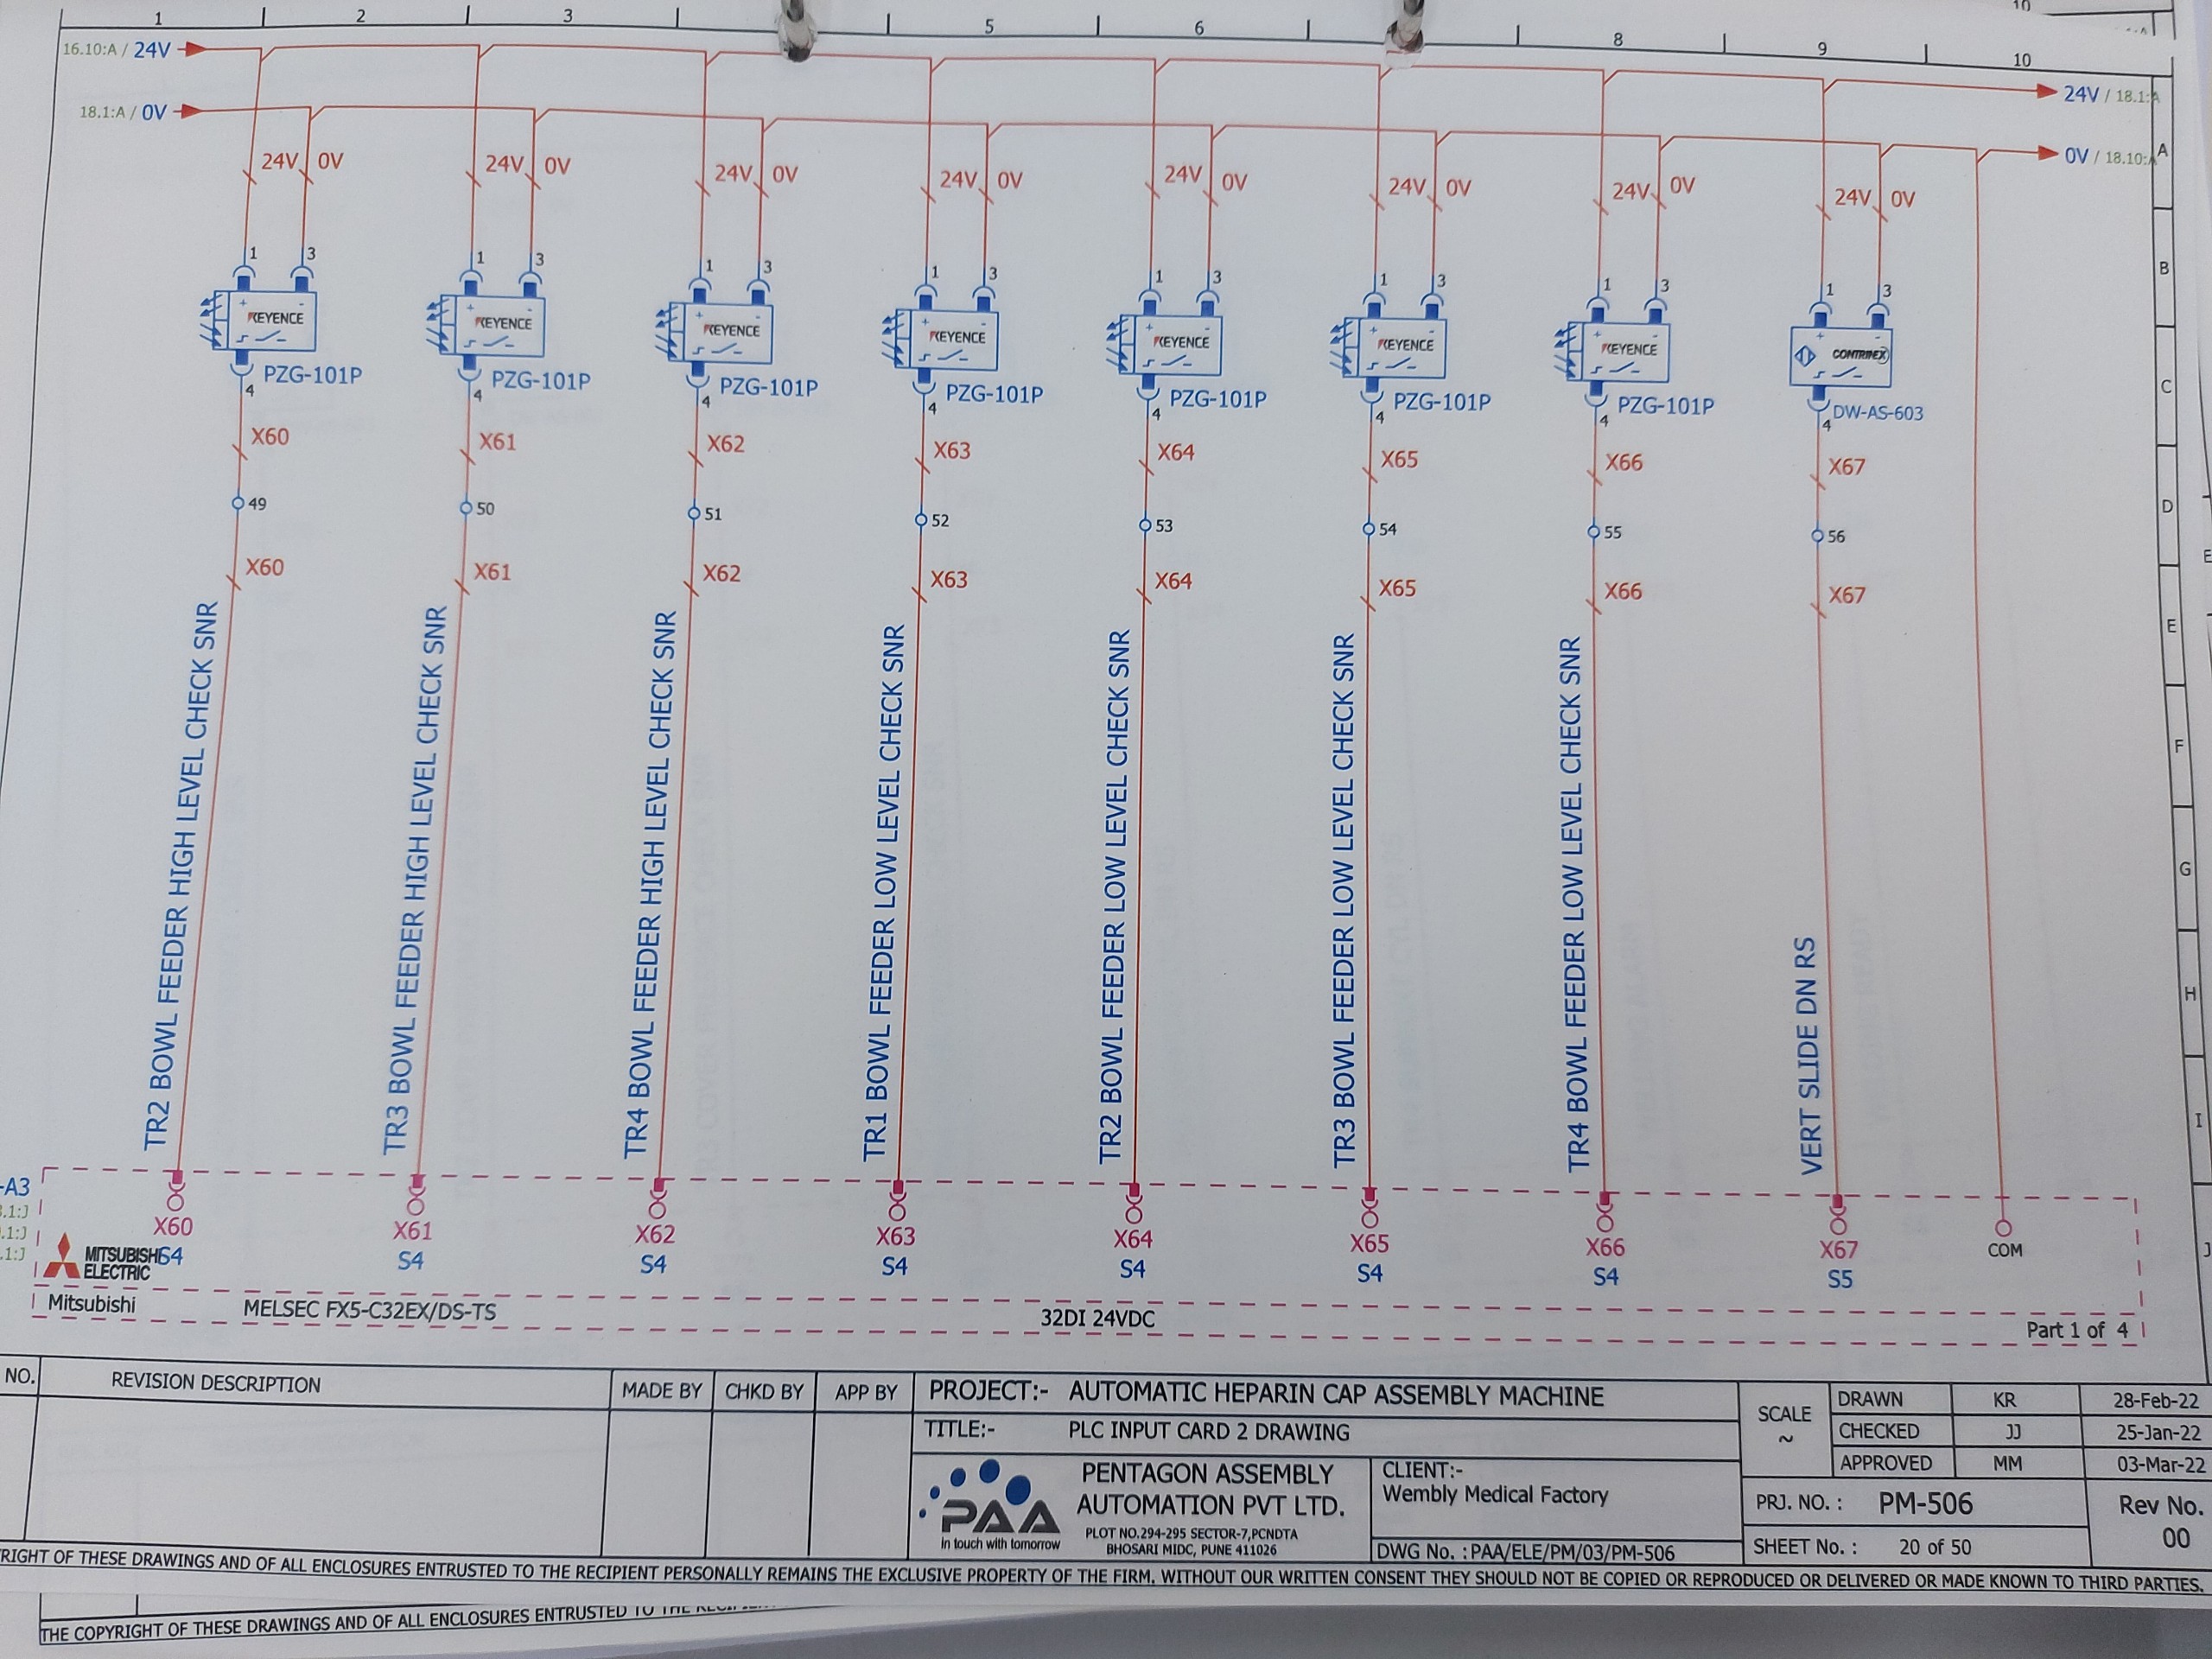 1 2 3 5 6 8 9 10
10
16.10:A / 24V
24V / 18.1:A
18.1:A / 0V
0V / 18.10:A
A
24V 0V 24V 0V 24V 0V 24V 0V 24V 0V 24V 0V 24V 0V 24V 0V
B
1 3 1 3 1 3 1 3 1 3 1 3 1 3 1 3
+ - + - + - + - + - + - + - + -
KEYENCE KEYENCE KEYENCE KEYENCE KEYENCE KEYENCE KEYENCE CONTRINEX
PZG-101P PZG-101P PZG-101P PZG-101P PZG-101P PZG-101P PZG-101P DW-AS-603
C
4 4 4 4 4 4 4 4
X60 X61 X62 X63 X64 X65 X66 X67
49 50 51 52 53 54 55 56
D
X60 X61 X62 X63 X64 X65 X66 X67
E
E
TR2 BOWL FEEDER HIGH LEVEL CHECK SNR
TR3 BOWL FEEDER HIGH LEVEL CHECK SNR
TR4 BOWL FEEDER HIGH LEVEL CHECK SNR
TR1 BOWL FEEDER LOW LEVEL CHECK SNR
TR2 BOWL FEEDER LOW LEVEL CHECK SNR
TR3 BOWL FEEDER LOW LEVEL CHECK SNR
TR4 BOWL FEEDER LOW LEVEL CHECK SNR
VERT SLIDE DN RS
F
G
H
I
J
-A3
.1:J
.1:J
.1:J
X60 X61 X62 X63 X64 X65 X66 X67 COM
S4 S4 S4 S4 S4 S4 S4 S5
MITSUBISHI
ELECTRIC
Mitsubishi MELSEC FX5-C32EX/DS-TS 32DI 24VDC
Part 1 of 4
NO. REVISION DESCRIPTION MADE BY CHKD BY APP BY
PROJECT:- AUTOMATIC HEPARIN CAP ASSEMBLY MACHINE
TITLE:- PLC INPUT CARD 2 DRAWING
SCALE
~
DRAWN KR 28-Feb-22
CHECKED JJ 25-Jan-22
APPROVED MM 03-Mar-22
PAA
In touch with tomorrow
PENTAGON ASSEMBLY
AUTOMATION PVT LTD.
PLOT NO.294-295 SECTOR-7,PCNDTA
BHOSARI MIDC, PUNE 411026
CLIENT:-
Wembly Medical Factory
DWG No. :PAA/ELE/PM/03/PM-506
PRJ. NO. : PM-506
SHEET No. : 20 of 50
Rev No.
00
RIGHT OF THESE DRAWINGS AND OF ALL ENCLOSURES ENTRUSTED TO THE RECIPIENT PERSONALLY REMAINS THE EXCLUSIVE PROPERTY OF THE FIRM. WITHOUT OUR WRITTEN CONSENT THEY SHOULD NOT BE COPIED OR REPRODUCED OR DELIVERED OR MADE KNOWN TO THIRD PARTIES.
THE COPYRIGHT OF THESE DRAWINGS AND OF ALL ENCLOSURES ENTRUSTED TO THE